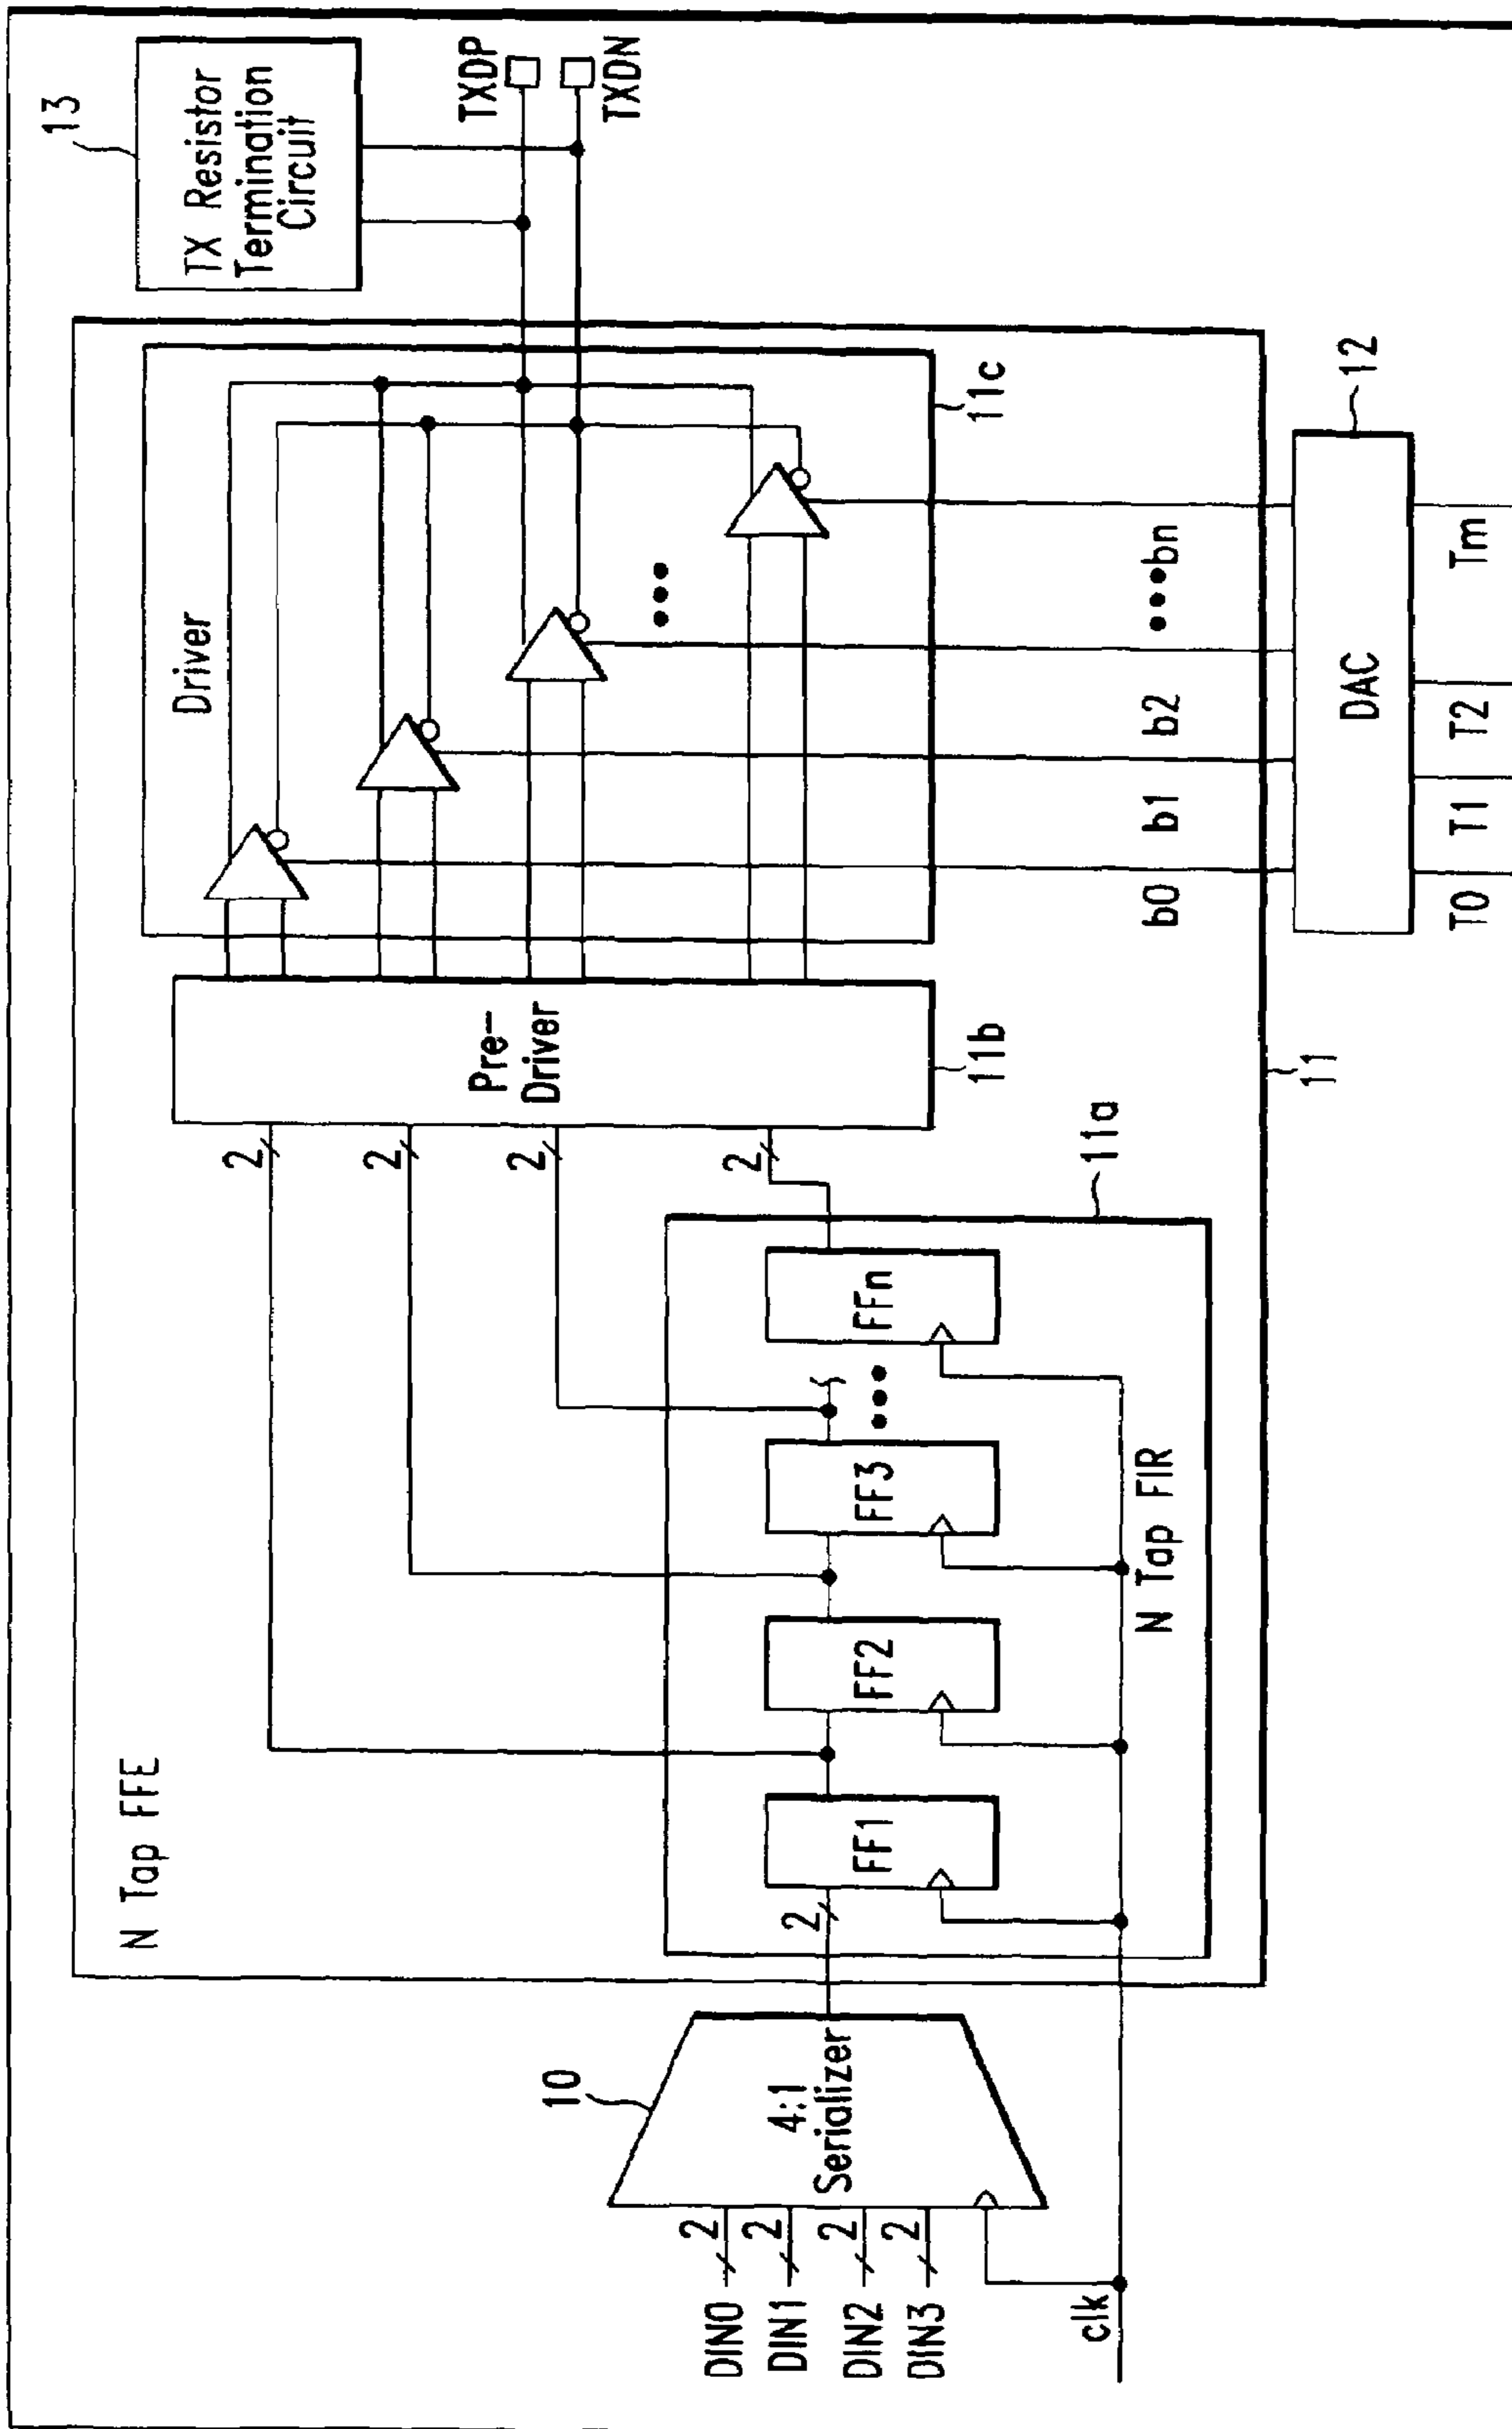 N Tap FFE
Driver
13
TX Resistor
Termination
Circuit
TXDP
TXDN
2
2
2
2
Pre-
Driver
11b
11c
10
4:1
Serializer
DIN0
2
DIN1
2
DIN2
2
DIN3
2
clk
2
FF1
FF2
FF3
•••
FFn
N Tap FIR
11a
11
•••
b0
b1
b2
•••bn
DAC
12
T0
T1
T2
Tm